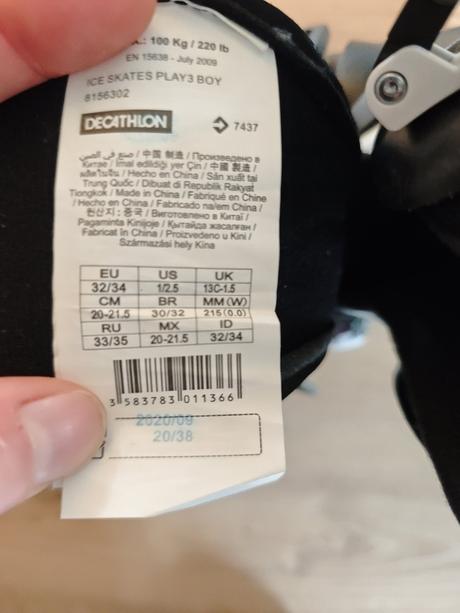 : 100 Kg / 220 lb
EN 15638 - July 2009
ICE SKATES PLAY3 BOY
8156302
DECATHLON
7437
صنع في الصين / 中国 制造 / Произведено в
Китае / İmal edildiği yer Çin / 中國 製造 /
ผลิตในจีน / Hecho en China / Sản xuất tại
Trung Quốc / Dibuat di Republik Rakyat
Tiongkok / Made in China / Fabriqué en Chine
/ Hecho en China / Fabricado na/em China /
원산지 : 중국 / Виготовлено в Китаї /
Pagaminta Kinijoje / Қытайда жасалған /
Fabricat în China / Proizvedeno u Kini /
Származási hely Kína
EU US UK
32/34 1/2.5 13C-1.5
CM BR MM (W)
20-21.5 30/32 215(0.0)
RU MX ID
33/35 20-21.5 32/34
3 583783 011366
2020/09
20/38